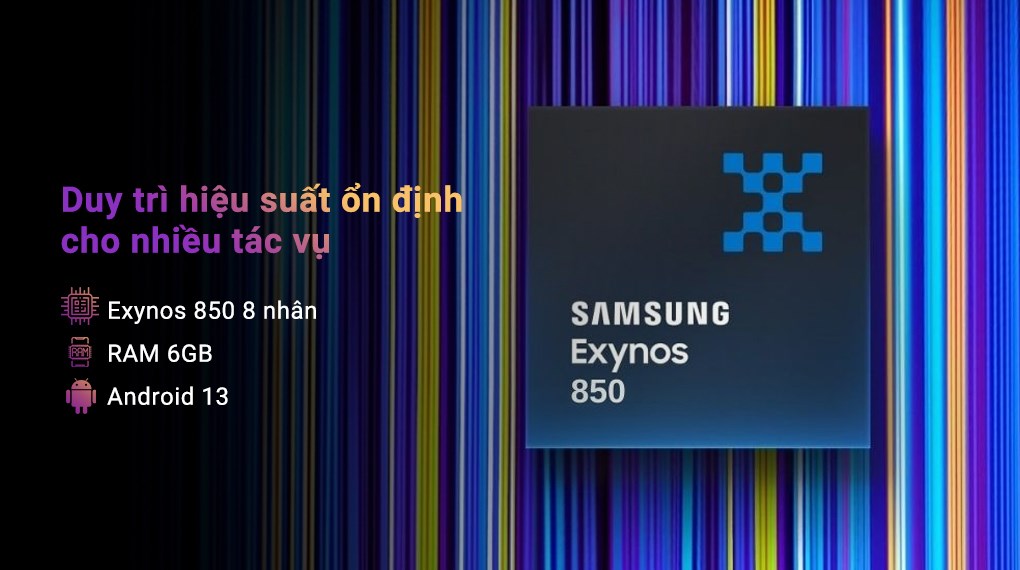 Duy trì hiệu suất ổn định
cho nhiều tác vụ
Exynos 850 8 nhân
RAM
RAM 6GB
Android 13
SAMSUNG
Exynos
850